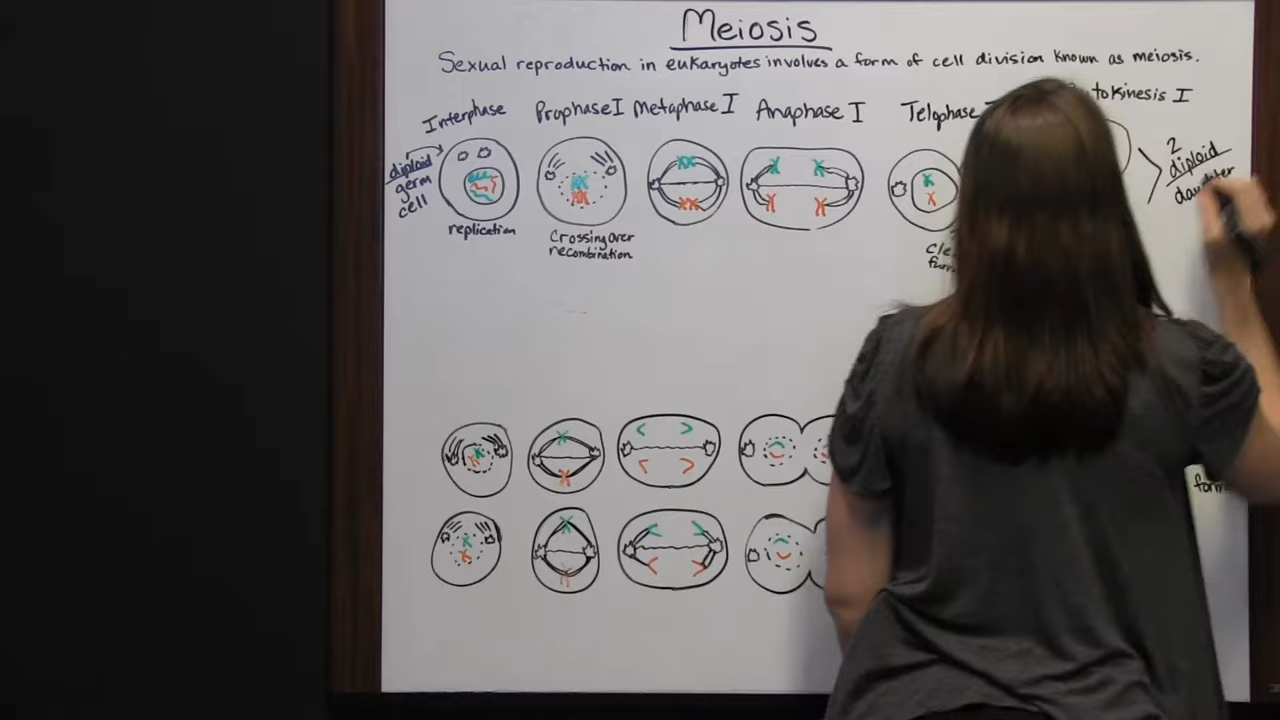 Meiosis
Sexual reproduction in eukaryotes involves a form of cell division known as meiosis.
Interphase
Prophase I
Metaphase I
Anaphase I
Telophase
tokinesis I
diploid
germ
cell
replication
Crossing over
recombination
2
diploid
daughter